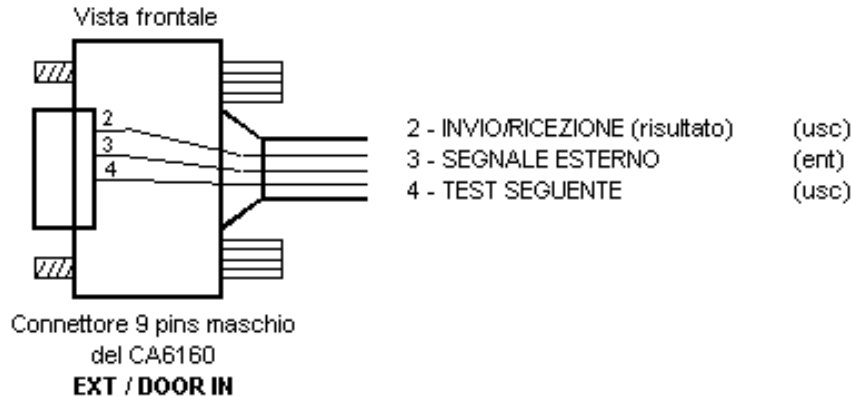 Vista frontale
2
3
4
2 - INVIO/RICEZIONE (risultato) (usc)
3 - SEGNALE ESTERNO (ent)
4 - TEST SEGUENTE (usc)
Connettore 9 pins maschio
del CA6160
EXT / DOOR IN